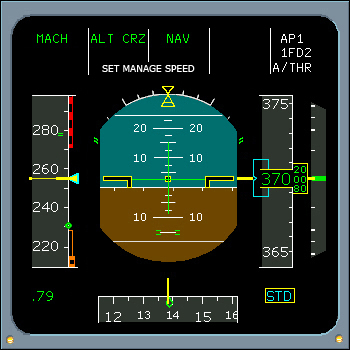 MACH ALT CRZ NAV AP1
1FD2
SET MANAGE SPEED A/THR
375
280 20 20
260 10 10
370 20
00
80
240
10 10
220 365
.79 STD
12 13 14 15 16